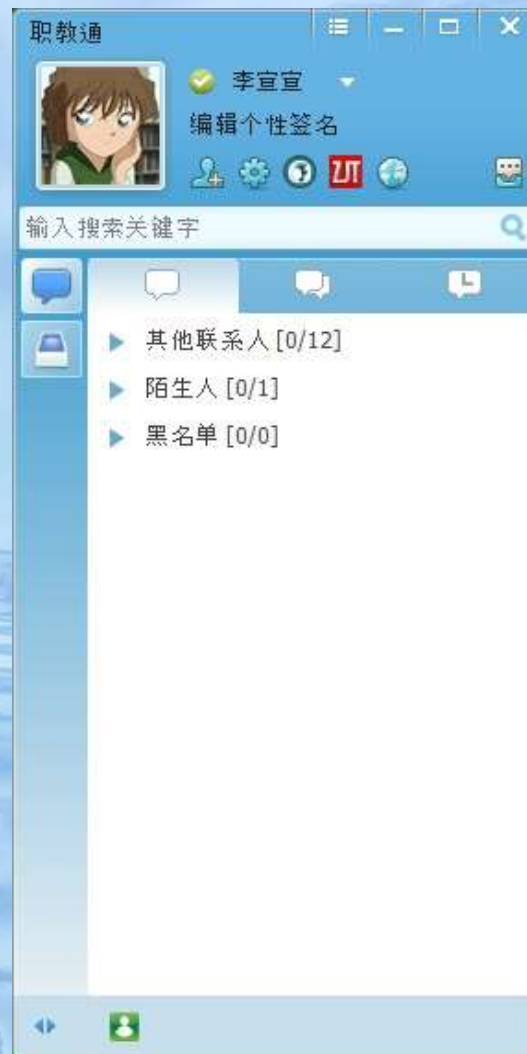 职教通
李宣宣
编辑个性签名
输入搜索关键字
其他联系人 [0/12]
陌生人 [0/1]
黑名单 [0/0]